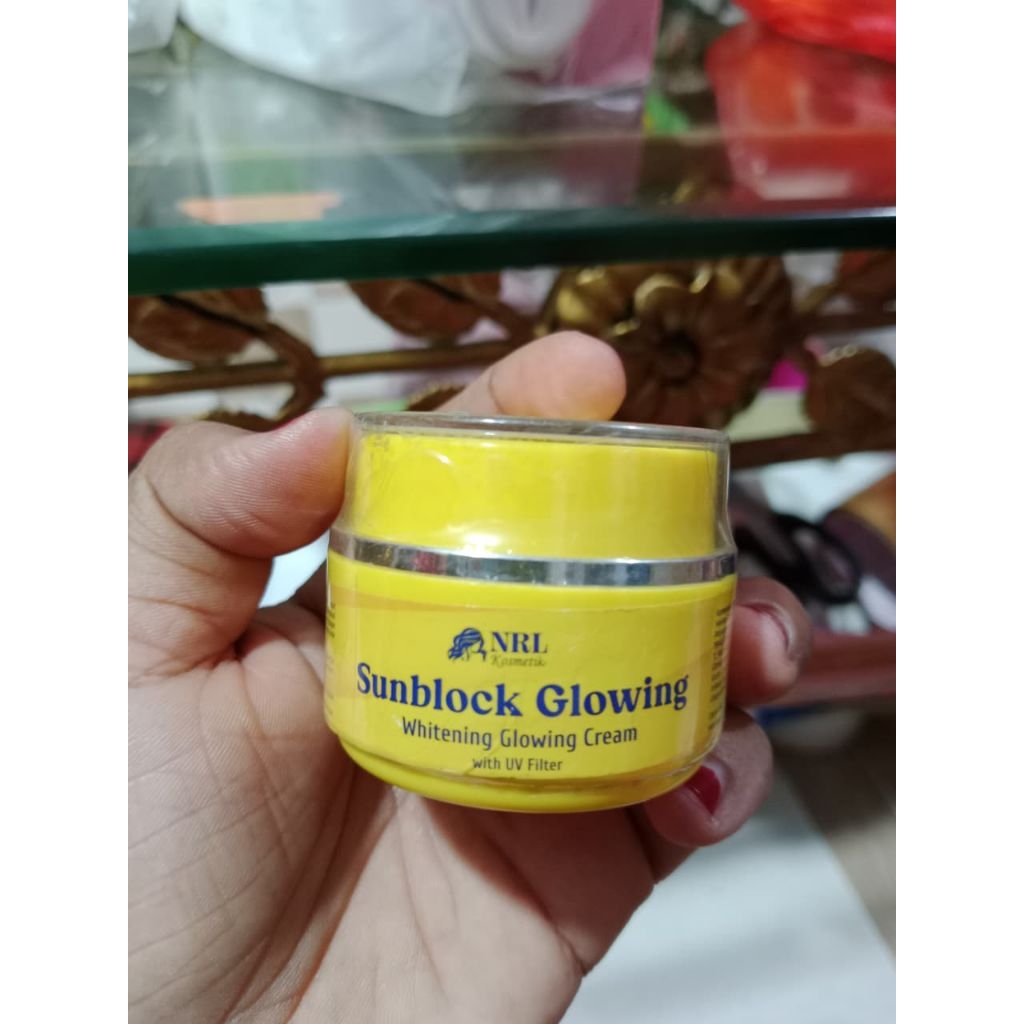 NRL
Kosmetik
Sunblock Glowing
Whitening Glowing Cream
with UV Filter